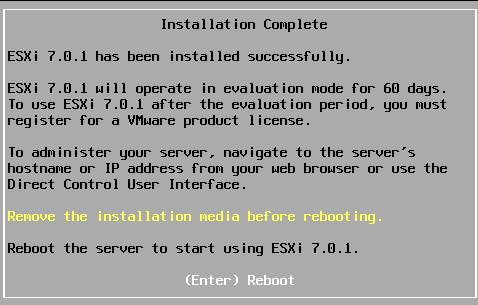 Installation Complete
ESXi 7.0.1 has been installed successfully.
ESXi 7.0.1 will operate in evaluation mode for 60 days.
To use ESXi 7.0.1 after the evaluation period, you must
register for a VMware product license.
To administer your server, navigate to the server's
hostname or IP address from your web browser or use the
Direct Control User Interface.
Remove the installation media before rebooting.
Reboot the server to start using ESXi 7.0.1.
(Enter) Reboot